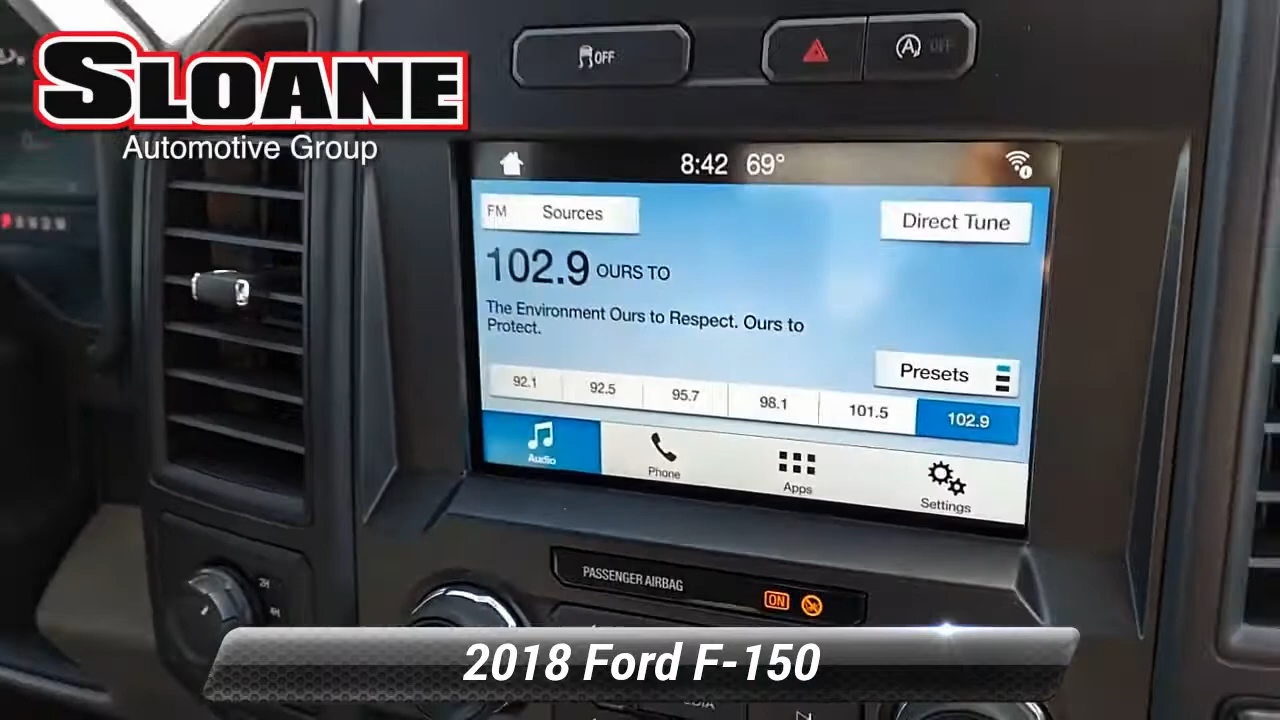 SLOANE
Automotive Group
OFF
OFF
8:42 69°
FM Sources
Direct Tune
102.9 OURS TO
The Environment Ours to Respect. Ours to
Protect.
Presets
92.1 92.5 95.7 98.1 101.5 102.9
Audio Phone Apps Settings
PASSENGER AIRBAG
ON
2H
4H
2018 Ford F-150